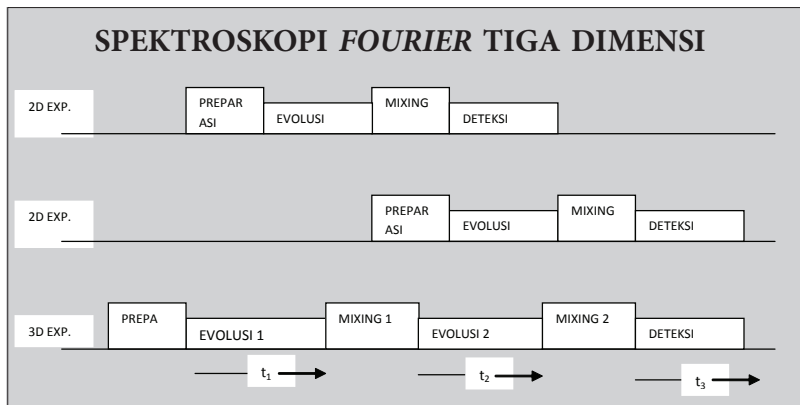 SPEKTROSKOPI FOURIER TIGA DIMENSI
2D EXP.
PREPAR
ASI
EVOLUSI
MIXING
DETEKSI
2D EXP.
PREPAR
ASI
EVOLUSI
MIXING
DETEKSI
3D EXP.
PREPA
EVOLUSI 1
MIXING 1
EVOLUSI 2
MIXING 2
DETEKSI
t₁
t₂
t₃